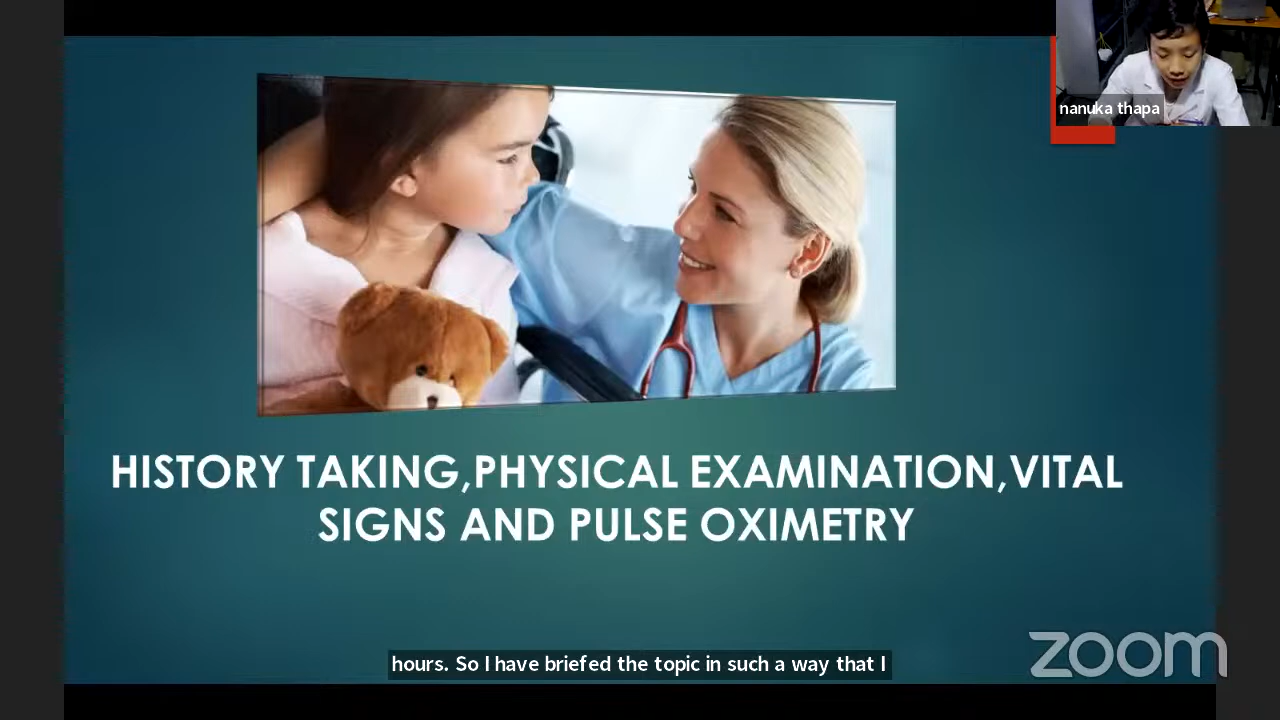 nanuka thapa
HISTORY TAKING,PHYSICAL EXAMINATION,VITAL
SIGNS AND PULSE OXIMETRY
hours. So I have briefed the topic in such a way that I
zoom